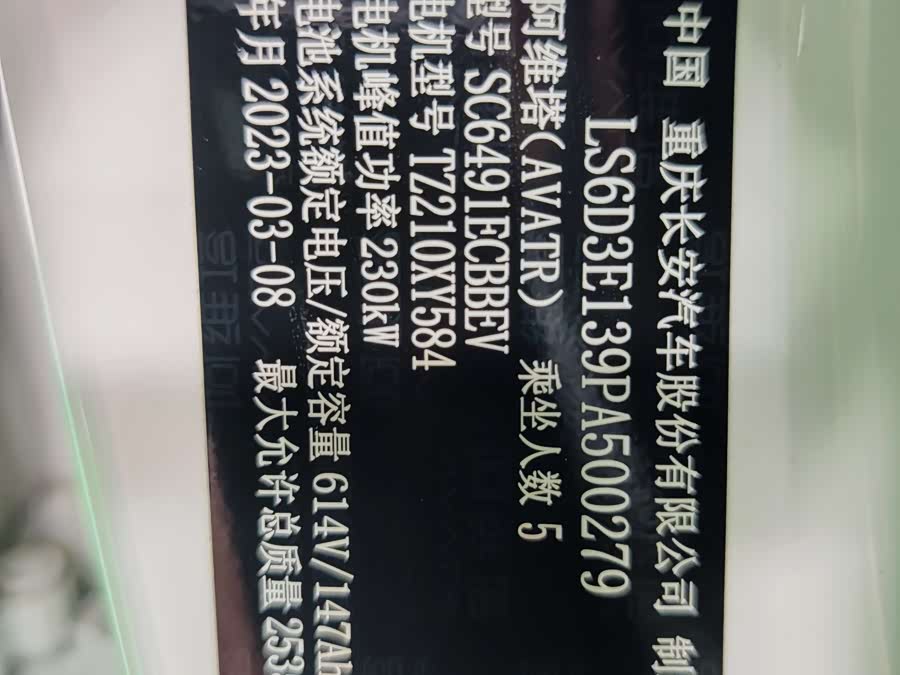 中国 重庆长安汽车股份有限公司 制
LS6D3E139PA500279
阿维塔(AVATR) 乘坐人数 5
型号 SC6491ECBBEV
电机型号 TZ210XY584
电机峰值功率 230kW
电池系统额定电压/额定容量 614V/147Ah
年月 2023-03-08 最大允许总质量 253